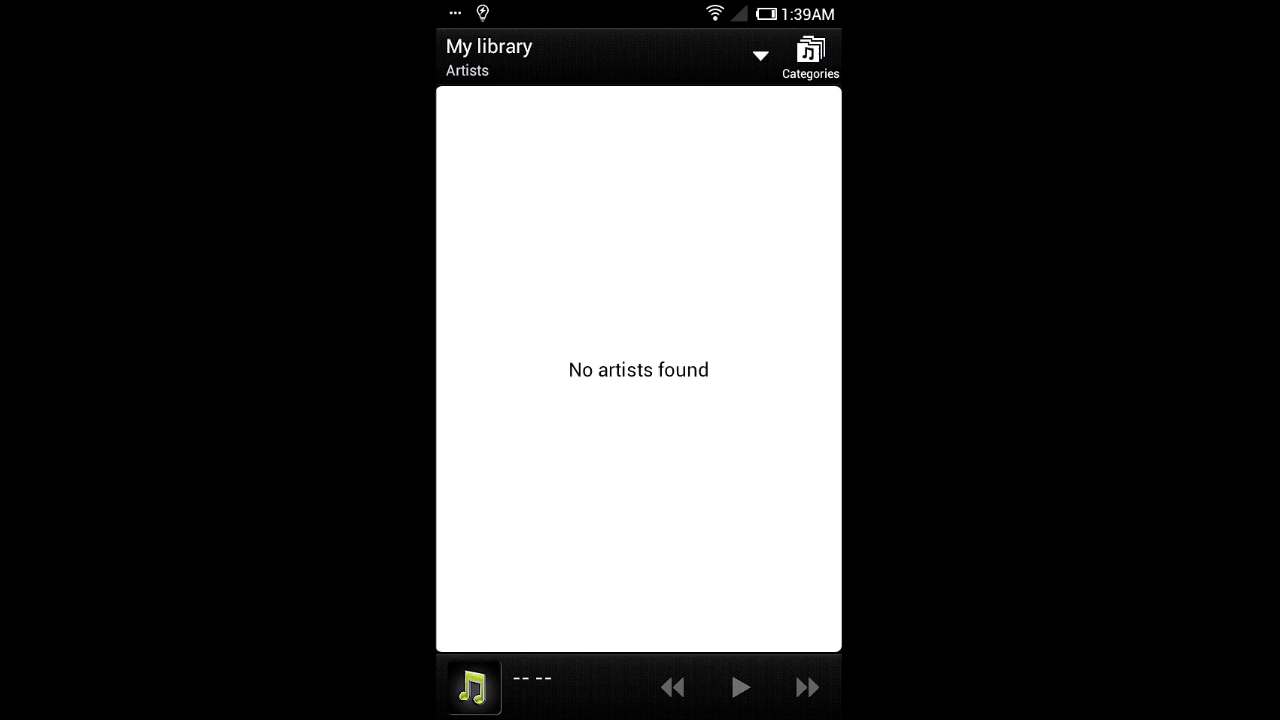 1:39AM
My library
Artists
Categories
No artists found
-- --